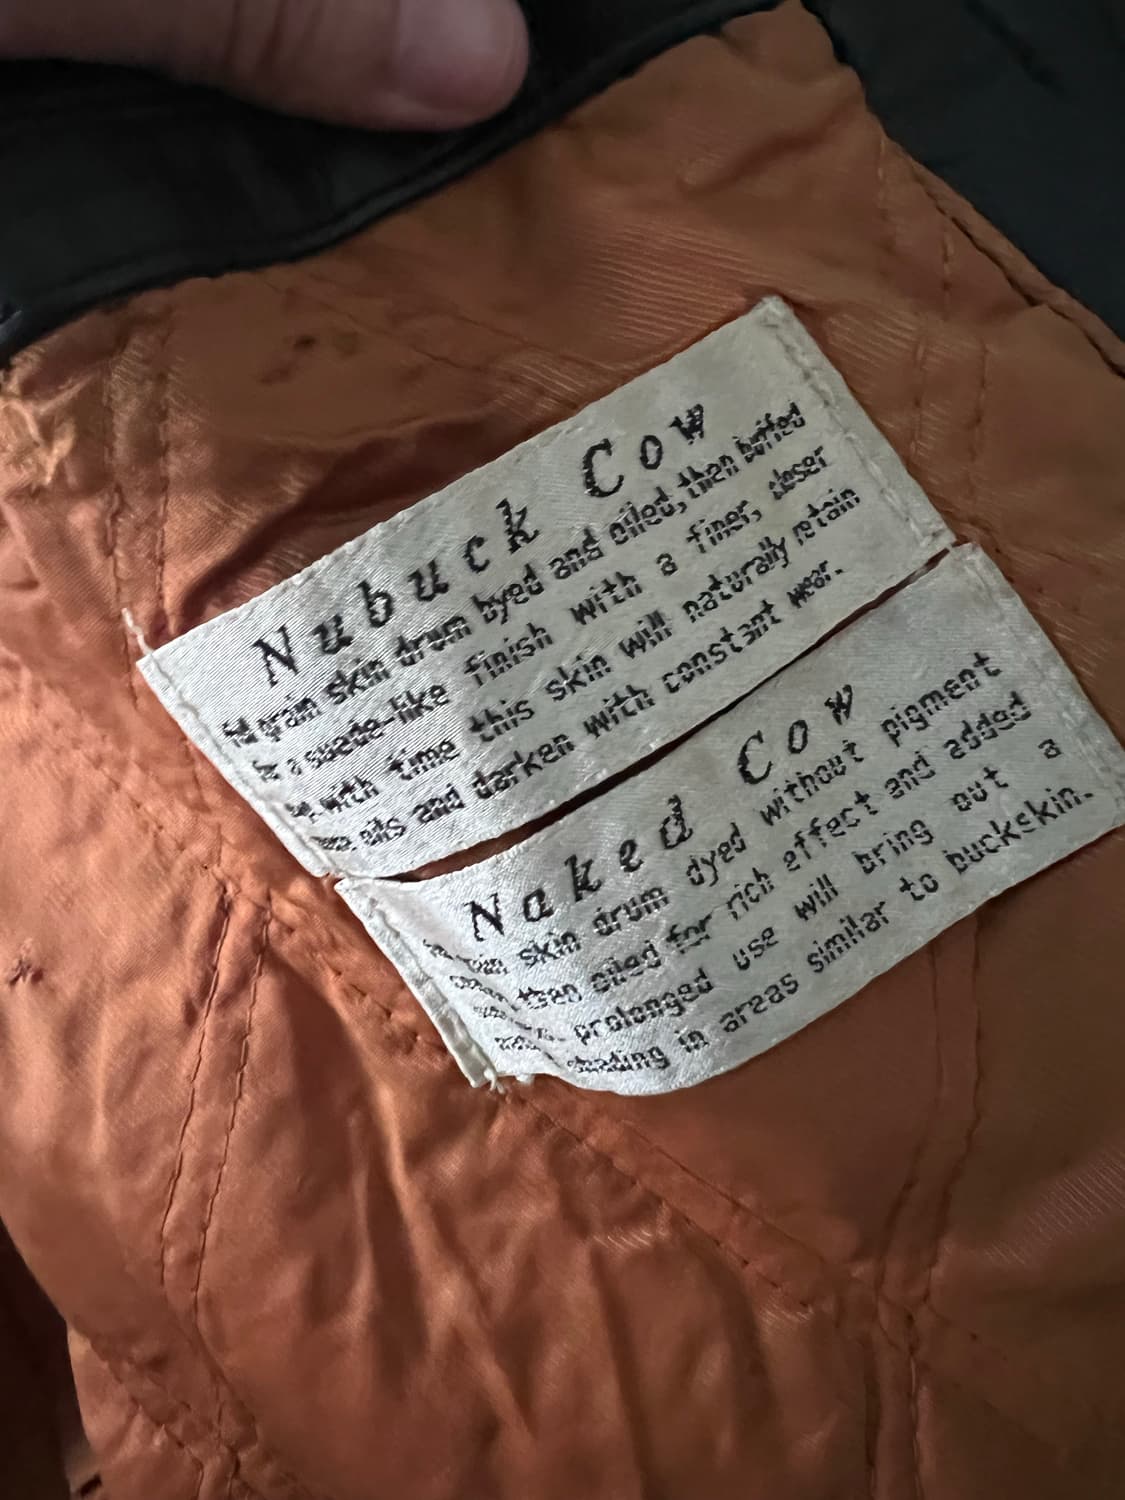 Nubuck Cow
grain skin drum byed and oiled, then buffed
suede-like finish with a finer, closer
with time this skin will naturally retain
oils and darken with constant wear.
Naked Cow
skin drum dyed without pigment
then oiled for rich effect and added
prolonged use will bring out a
shading in areas similar to buckskin.